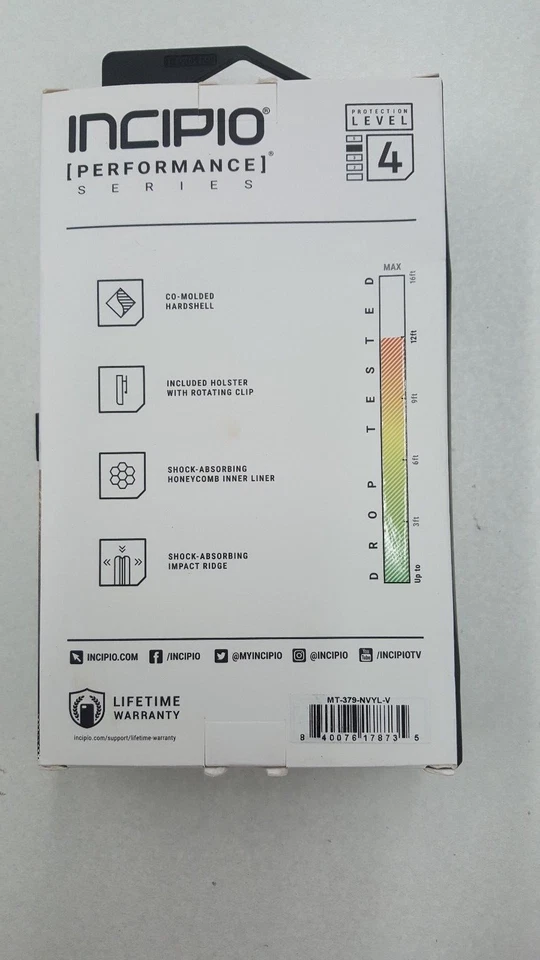 INCIPIO®
[PERFORMANCE]®
SERIES
PROTECTION
LEVEL
4
CO-MOLDED
HARDSHELL
INCLUDED HOLSTER
WITH ROTATING CLIP
SHOCK-ABSORBING
HONEYCOMB INNER LINER
SHOCK-ABSORBING
IMPACT RIDGE
DROP TESTED
MAX
16ft
12ft
9ft
6ft
3ft
Up to
INCIPIO.COM
/INCIPIO
@MYINCIPIO
@INCIPIO
You Tube
/INCIPIOTV
LIFETIME
WARRANTY
incipio.com/support/lifetime-warranty
MT-379-NVYL-V
8 40076 17873 5